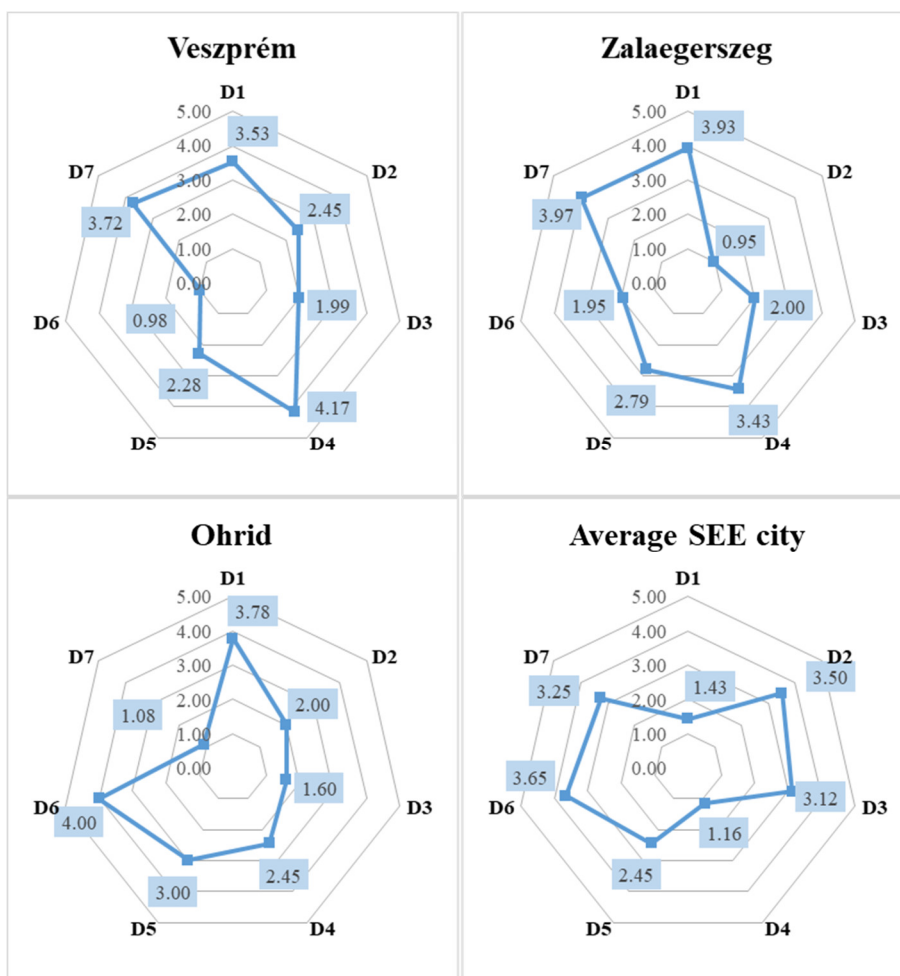 Veszprém
D1
5.00
3.53
4.00
D7
D2
3.00
3.72
2.45
2.00
1.00
0.00
D6
0.98
1.99
D3
2.28
4.17
D5
D4
Zalaegerszeg
D1
5.00
3.93
4.00
D7
D2
3.00
3.97
2.00
0.95
1.00
0.00
D6
1.95
2.00
D3
2.79
3.43
D5
D4
Ohrid
D1
5.00
3.78
4.00
D7
D2
3.00
1.08
2.00
2.00
1.00
0.00
D6
4.00
1.60
D3
3.00
2.45
D5
D4
Average SEE city
D1
5.00
4.00
D7
D2
3.00
3.25
3.50
2.00
1.43
1.00
0.00
3.65
D6
3.12
D3
1.16
2.45
D5
D4